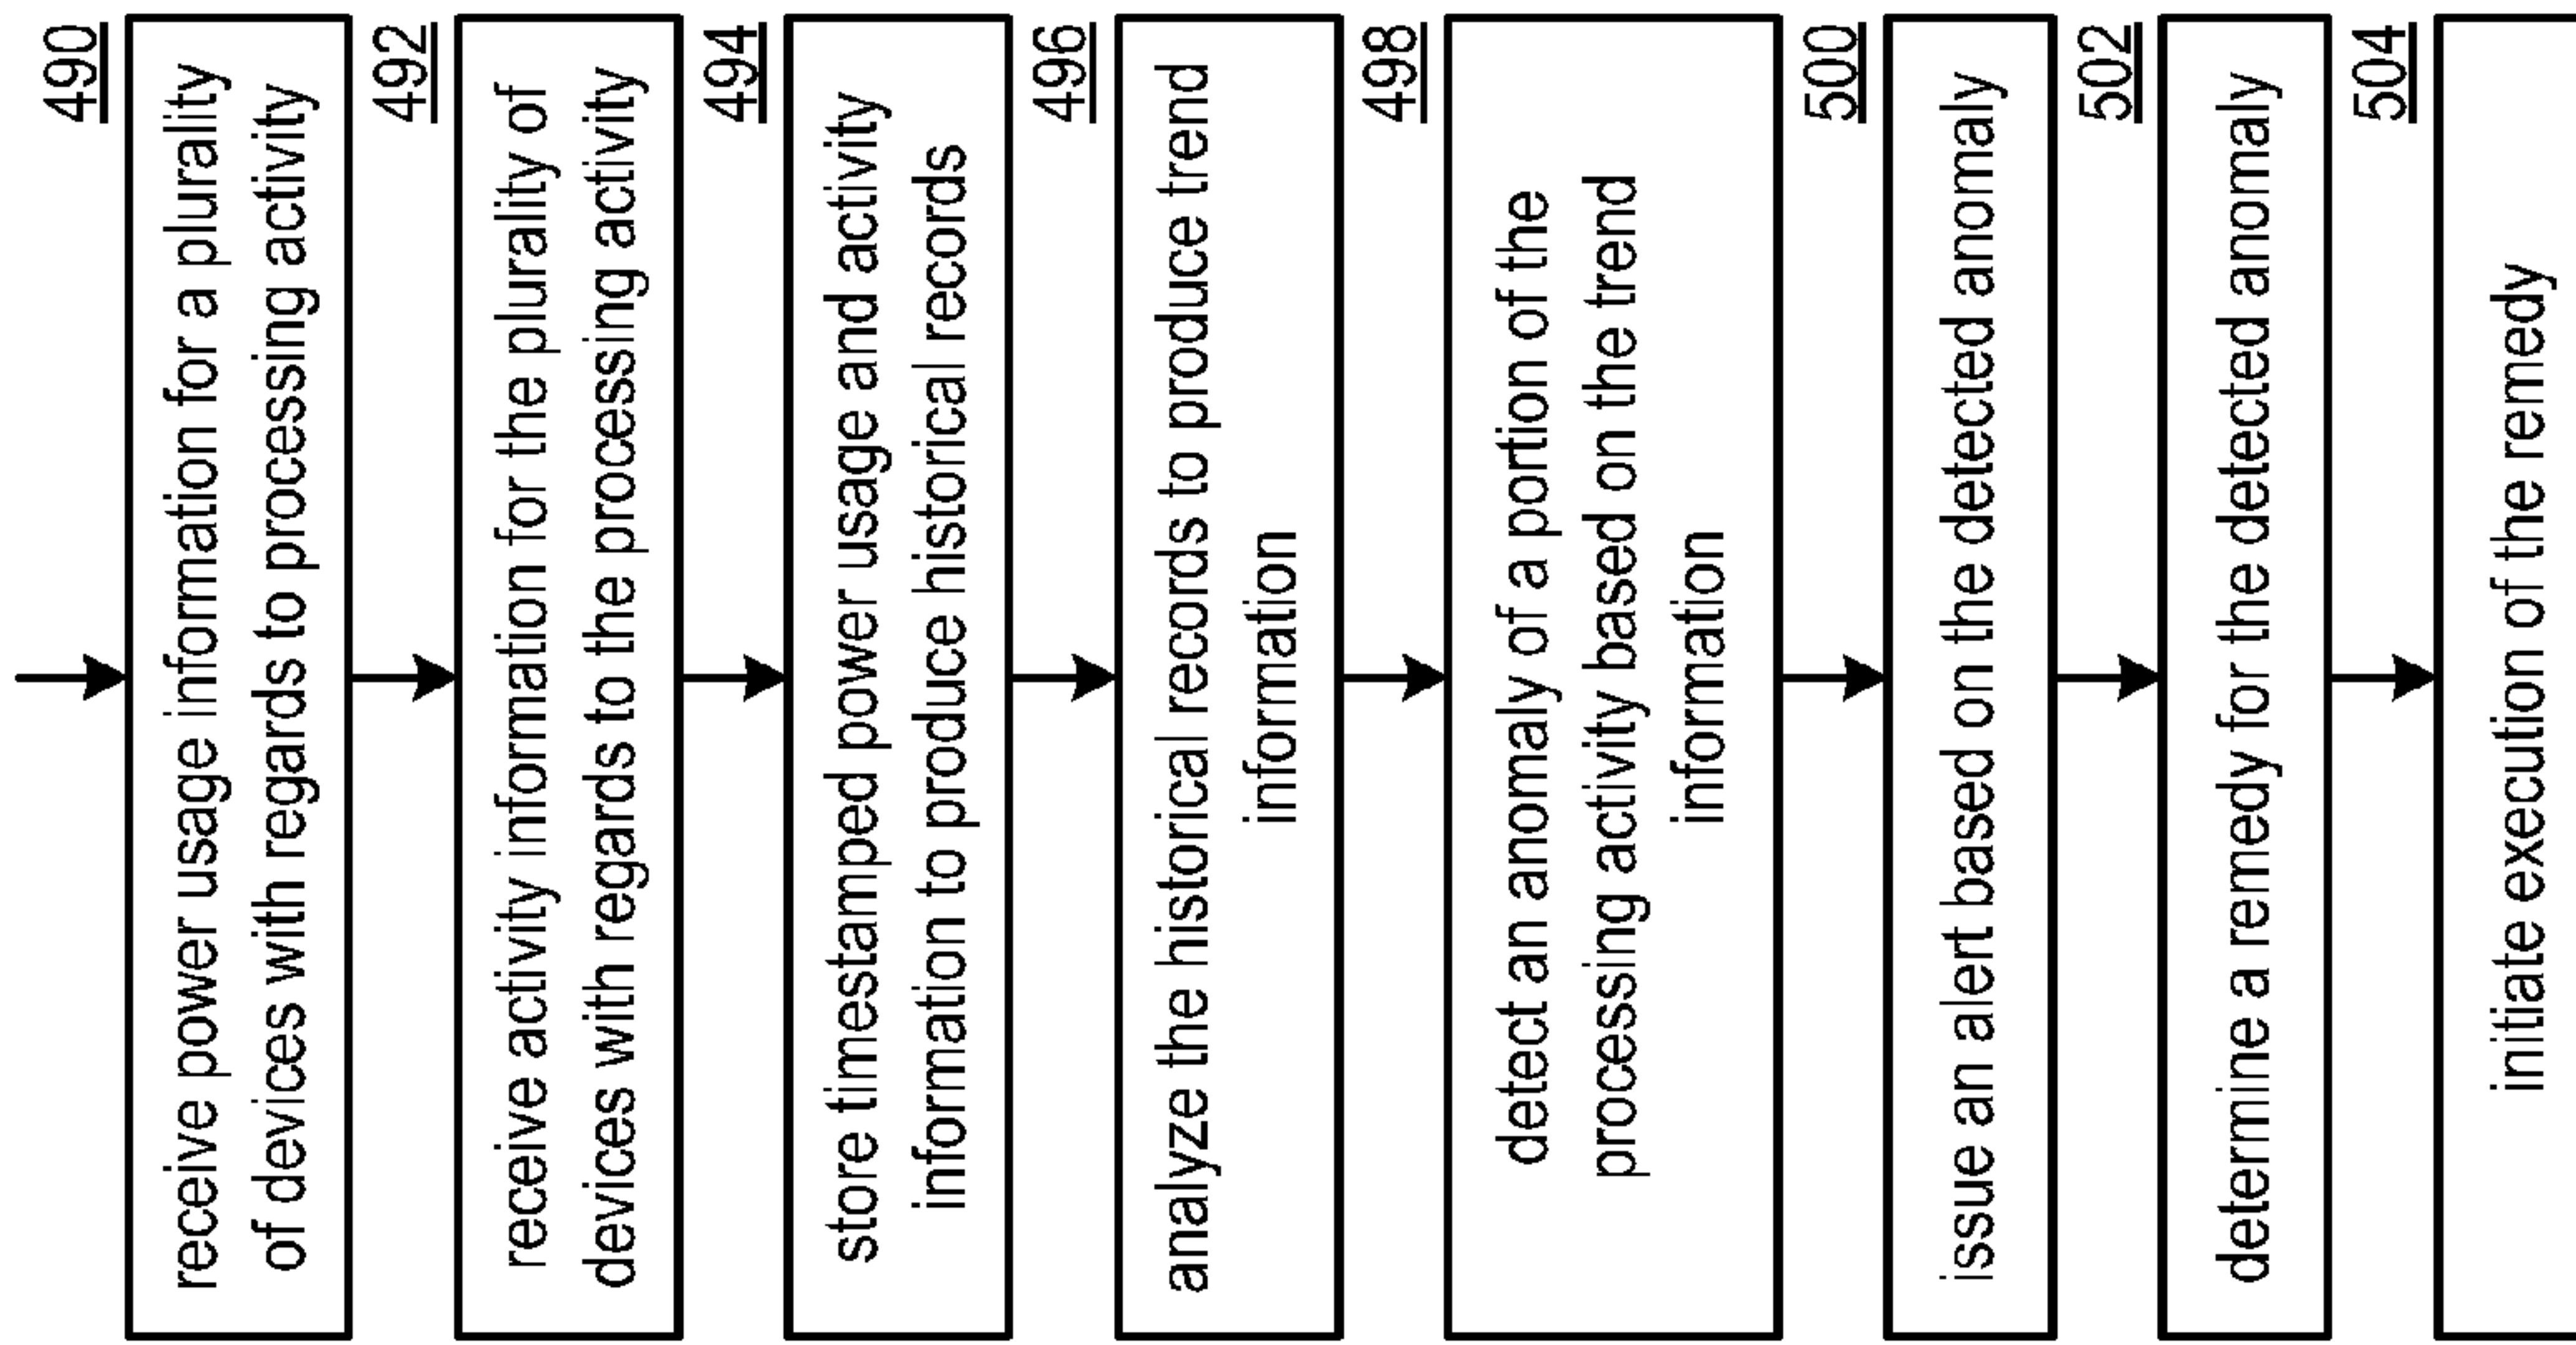 490
receive power usage information for a plurality
of devices with regards to processing activity
492
receive activity information for the plurality of
devices with regards to the processing activity
494
store timestamped power usage and activity
information to produce historical records
496
analyze the historical records to produce trend
information
498
detect an anomaly of a portion of the
processing activity based on the trend
information
500
issue an alert based on the detected anomaly
502
determine a remedy for the detected anomaly
504
initiate execution of the remedy